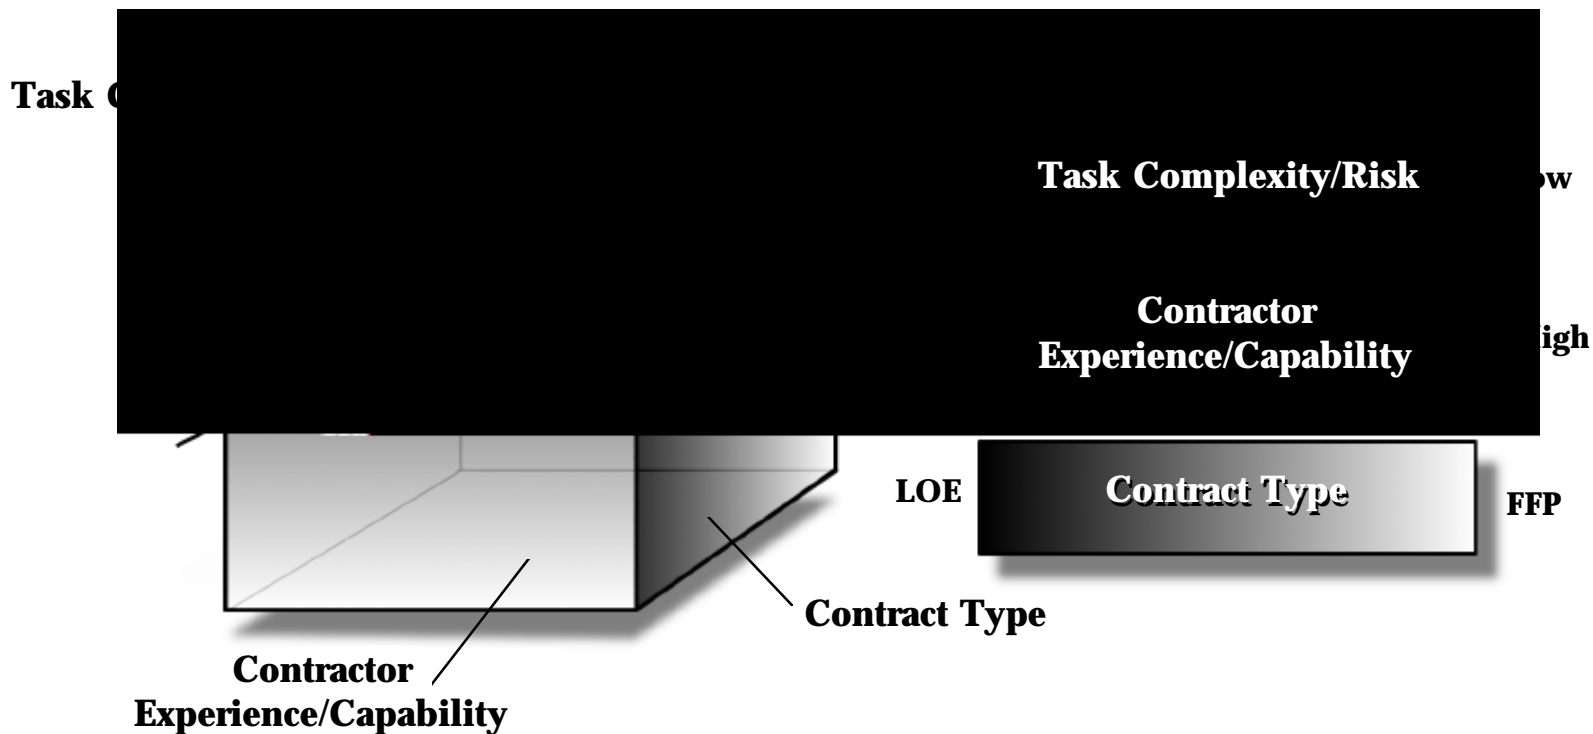 Task
Task Complexity/Risk
Contractor
Experience/Capability
LOE
Contract Type
FFP
Contract Type
Contractor
Experience/Capability